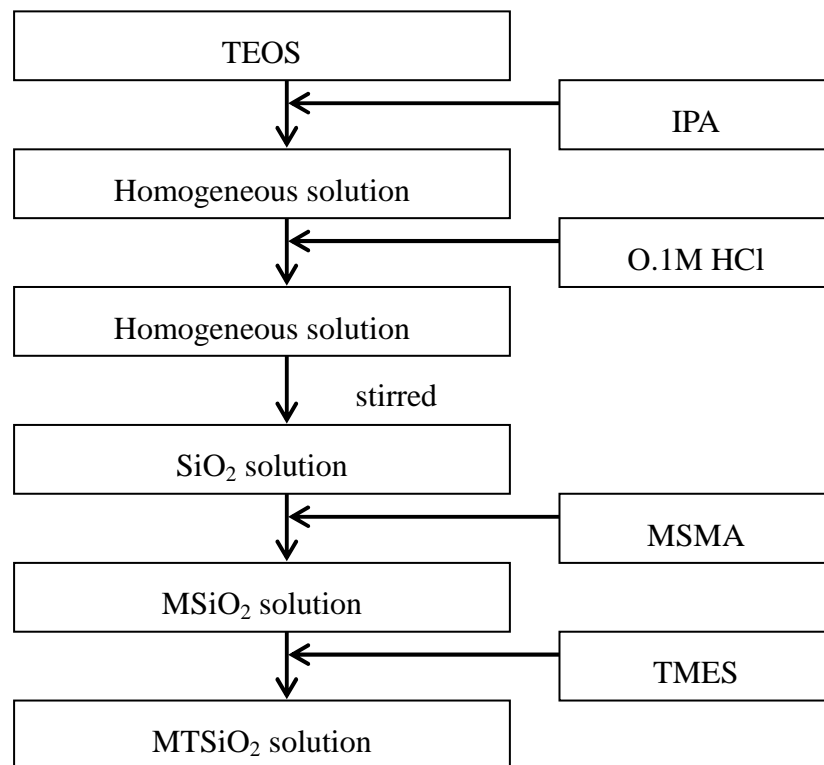 TEOS
IPA
Homogeneous solution
O.1M HCl
Homogeneous solution
stirred
SiO₂ solution
MSMA
MSiO₂ solution
TMES
MTSiO₂ solution